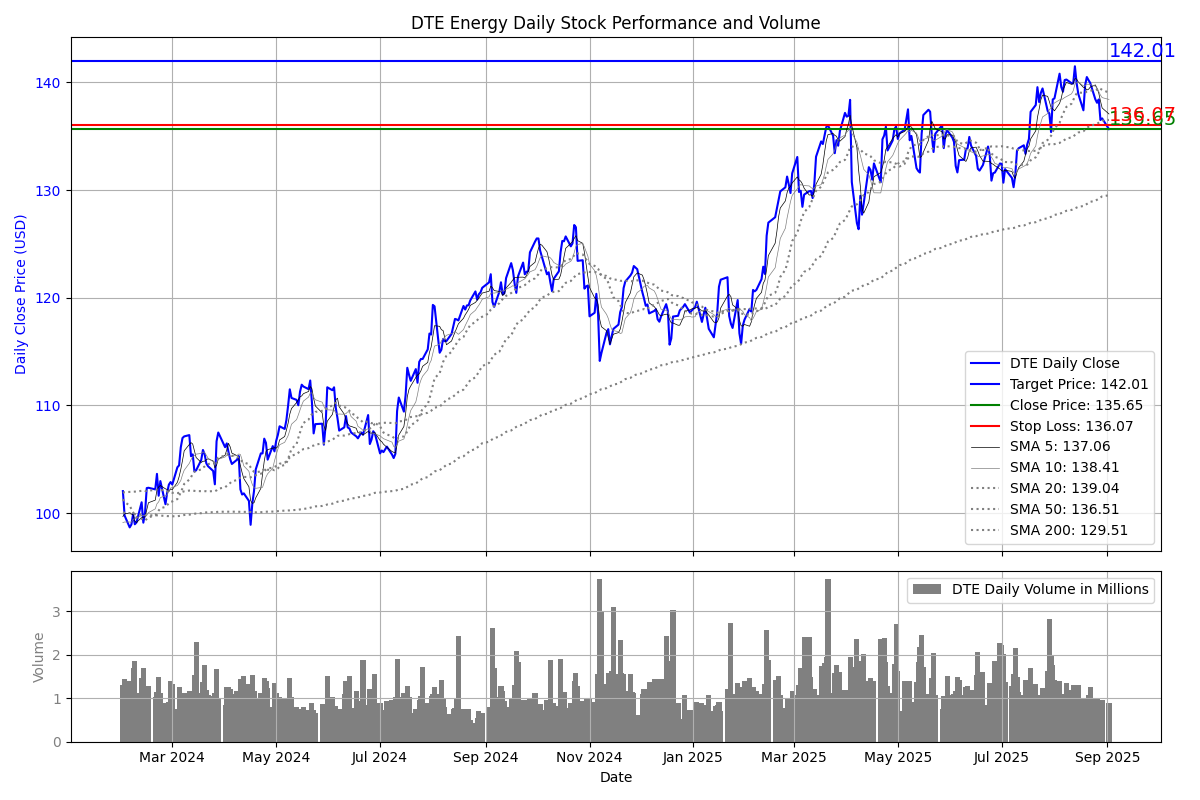 DTE Energy Daily Stock Performance and Volume
142.01
140
136.07
135.65
130
120
110
100
Daily Close Price (USD)
DTE Daily Close
Target Price: 142.01
Close Price: 135.65
Stop Loss: 136.07
SMA 5: 137.06
SMA 10: 138.41
SMA 20: 139.04
SMA 50: 136.51
SMA 200: 129.51
DTE Daily Volume in Millions
3
2
1
0
Volume
Mar 2024 May 2024 Jul 2024 Sep 2024 Nov 2024 Jan 2025 Mar 2025 May 2025 Jul 2025 Sep 2025
Date